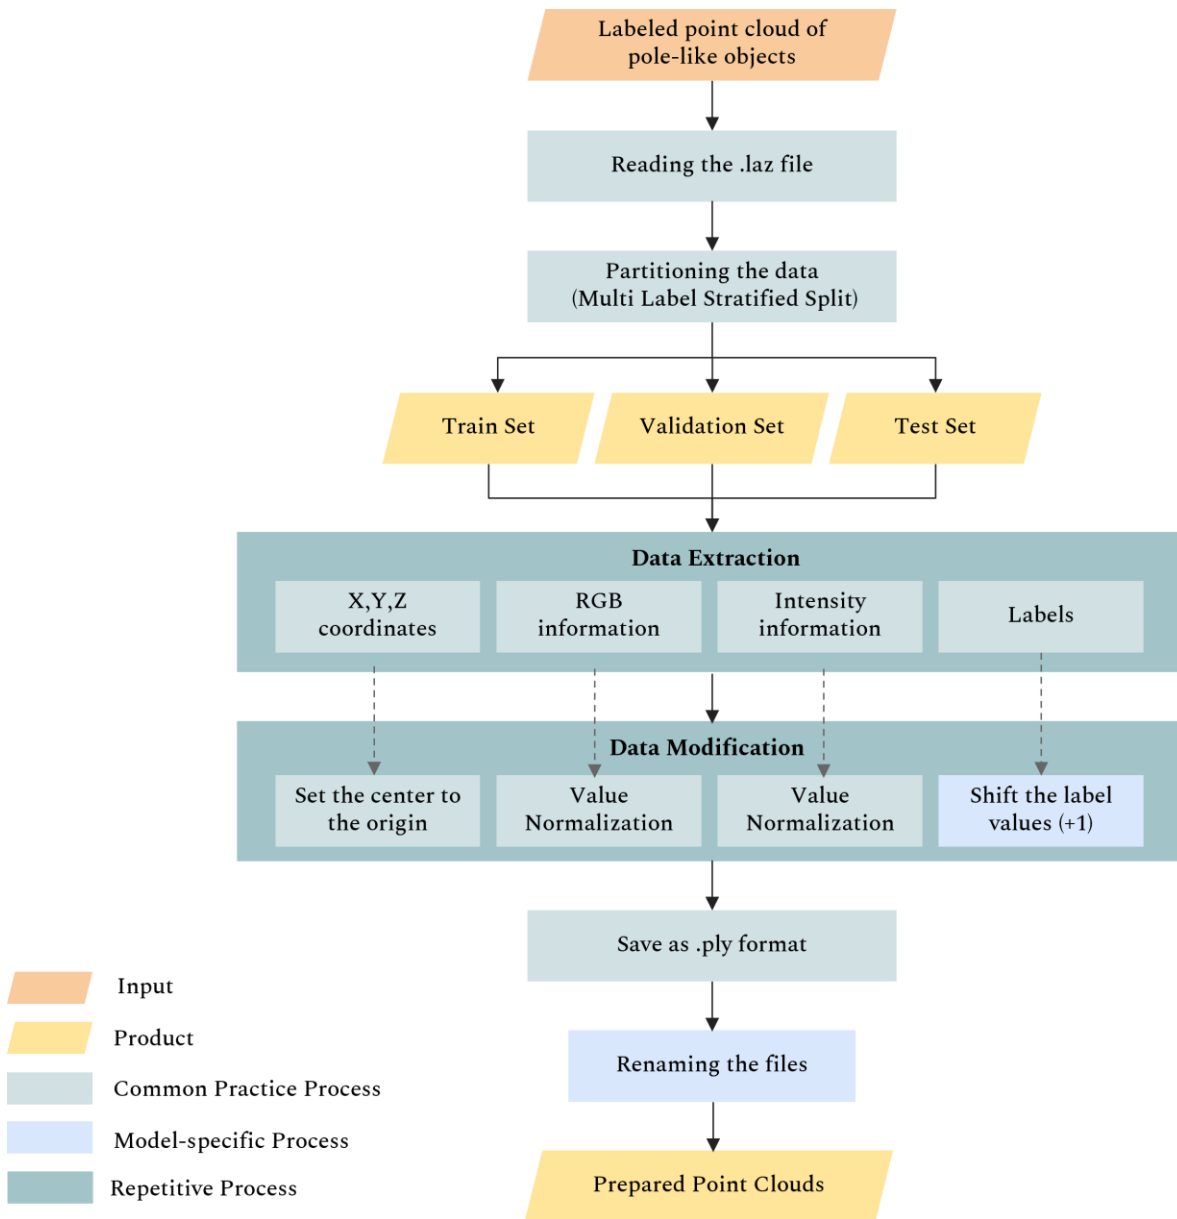 Labeled point cloud of
pole-like objects
Reading the .laz file
Partitioning the data
(Multi Label Stratified Split)
Train Set
Validation Set
Test Set
Data Extraction
X,Y,Z
coordinates
RGB
information
Intensity
information
Labels
Data Modification
Set the center to
the origin
Value
Normalization
Value
Normalization
Shift the label
values (+1)
Save as .ply format
Renaming the files
Prepared Point Clouds
Input
Product
Common Practice Process
Model-specific Process
Repetitive Process